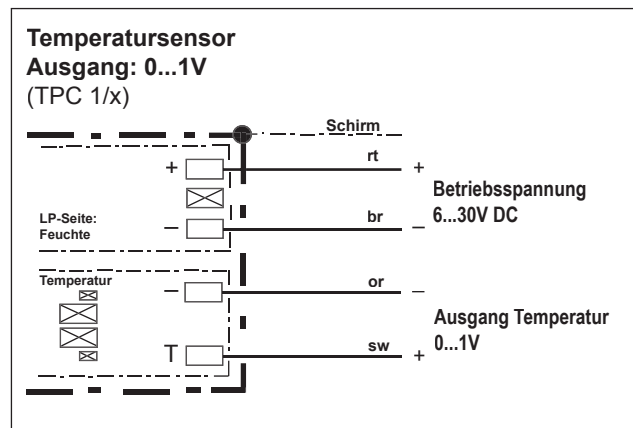 Temperatursensor
Ausgang: 0...1V
(TPC 1/x)
Schirm
+ rt +
Betriebsspannung
6...30V DC
LP-Seite:
Feuchte
– br –
Temperatur
– or –
Ausgang Temperatur
0...1V
T sw +